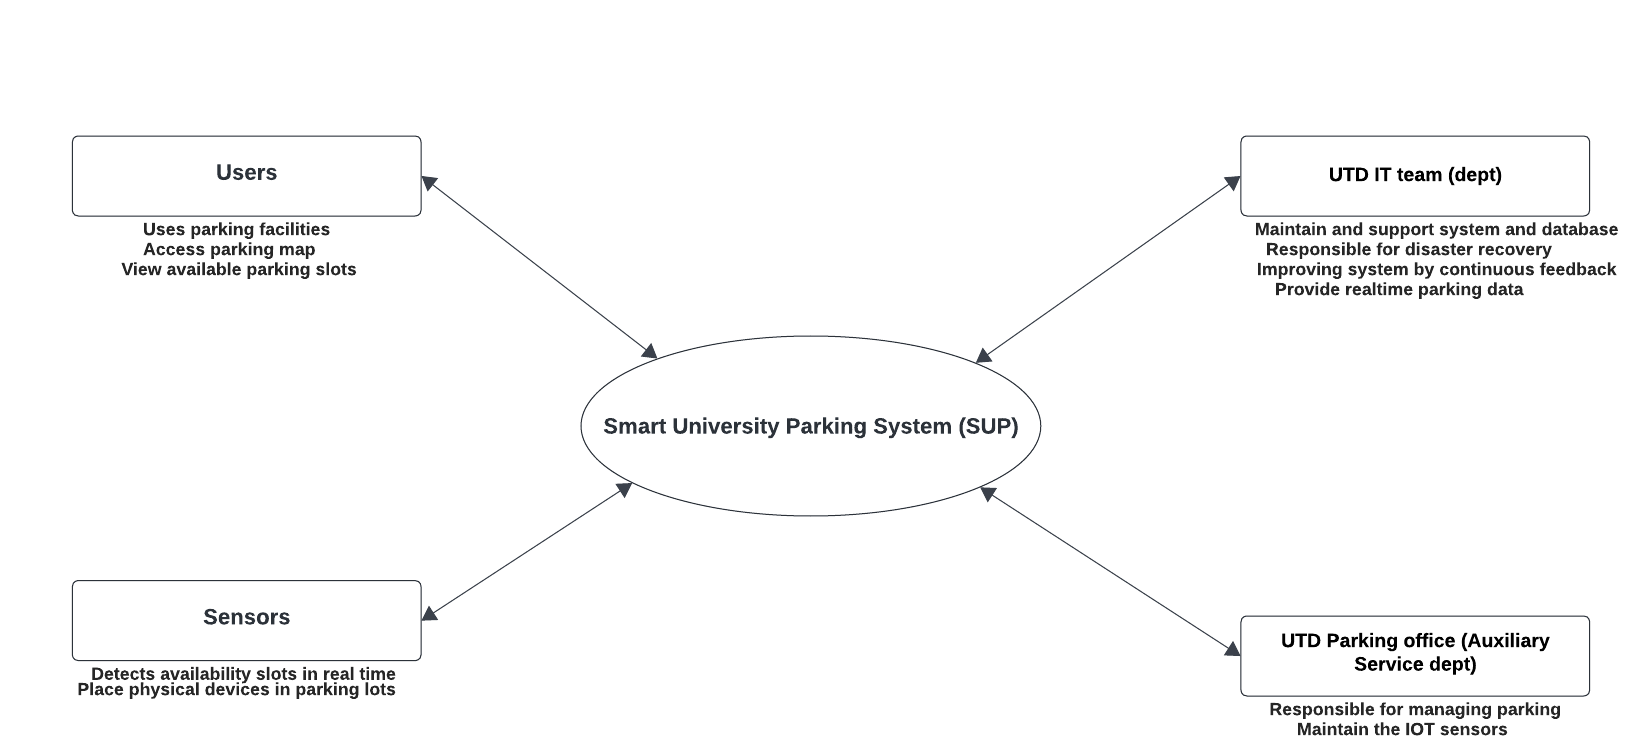 Users
Uses parking facilities
Access parking map
View available parking slots
UTD IT team (dept)
Maintain and support system and database
Responsible for disaster recovery
Improving system by continuous feedback
Provide realtime parking data
Smart University Parking System (SUP)
Sensors
Detects availability slots in real time
Place physical devices in parking lots
UTD Parking office (Auxiliary
Service dept)
Responsible for managing parking
Maintain the IOT sensors